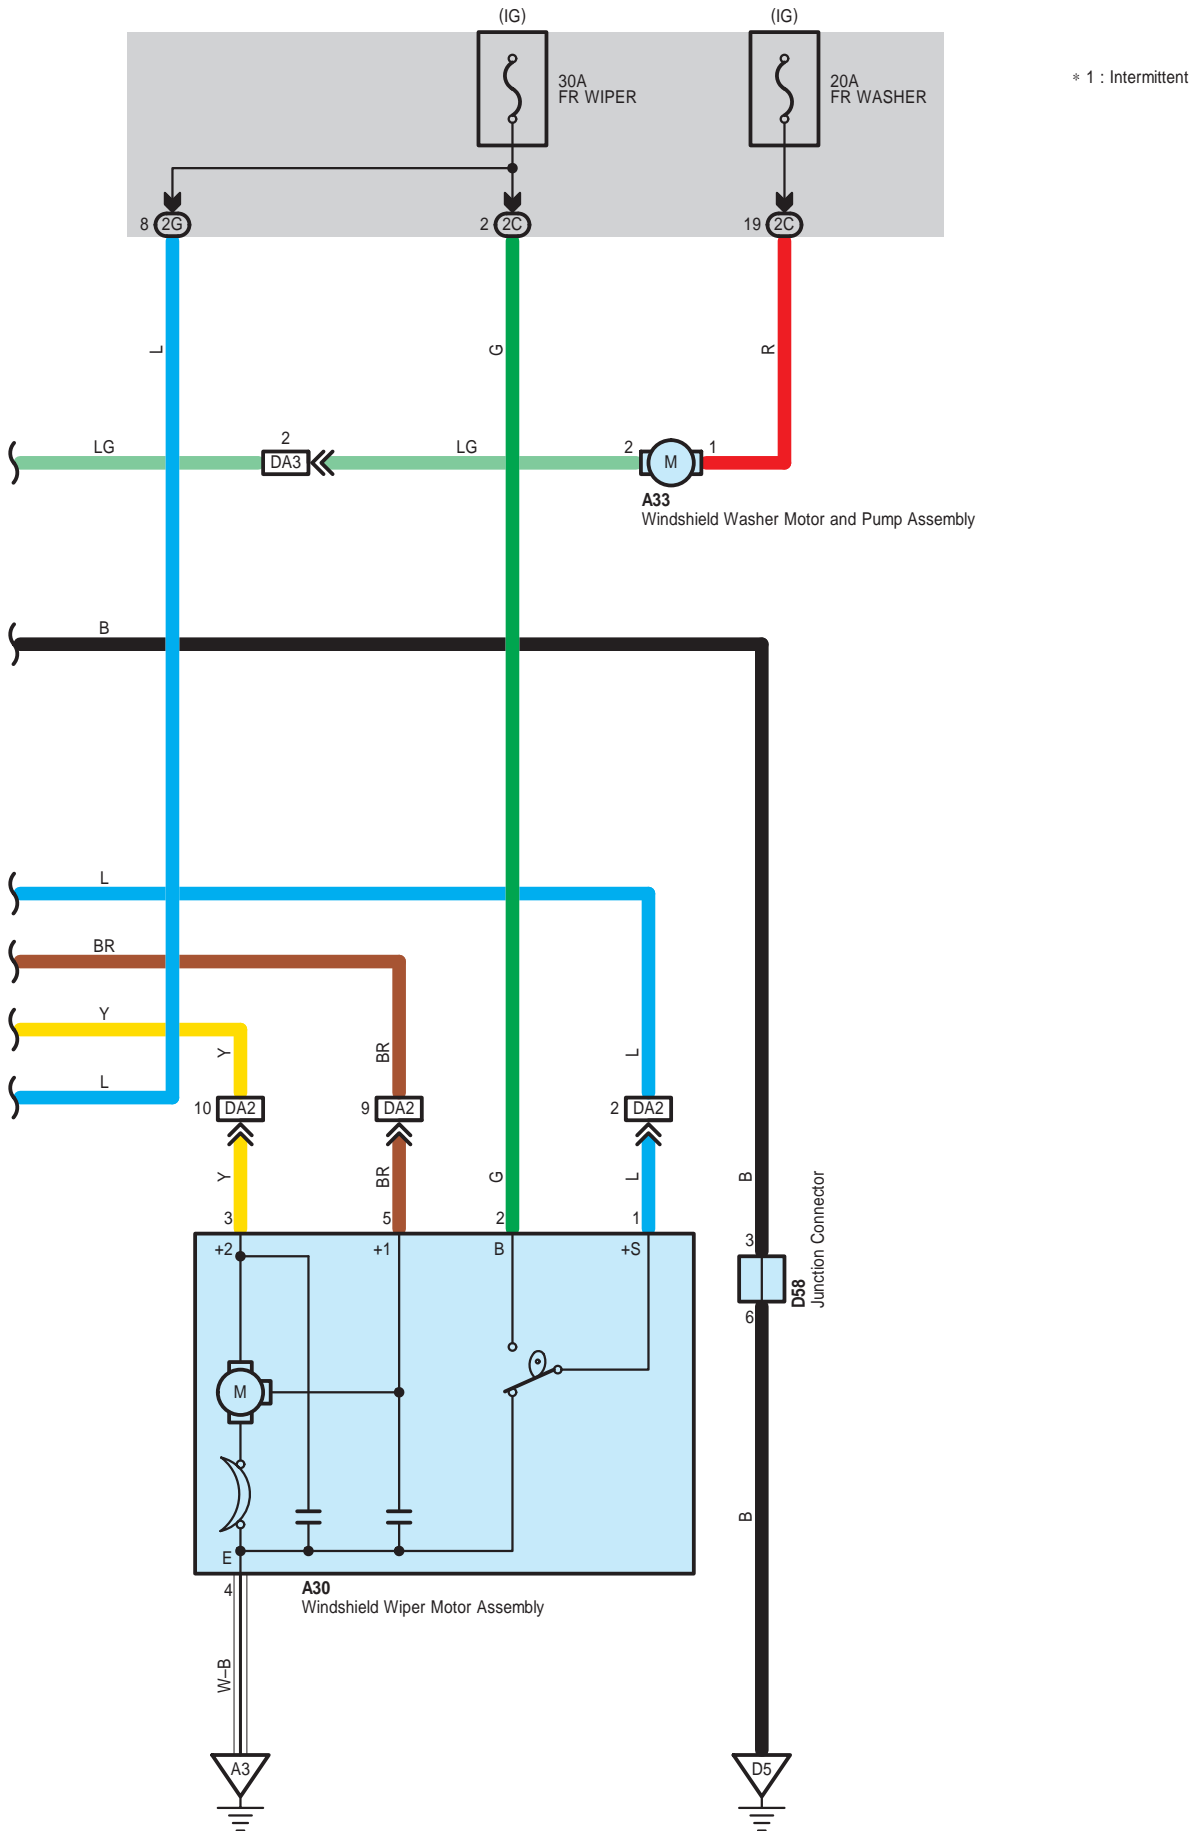 (IG)
(IG)
30A
FR WIPER
20A
FR WASHER
* 1 : Intermittent
8 2G
2 2C
19 2C
L
G
R
LG
2
DA3
LG
2
M
1
A33
Windshield Washer Motor and Pump Assembly
B
L
BR
Y
L
Y
BR
L
10 DA2
9 DA2
2 DA2
Y
BR
G
L
B
3
5
2
1
3
+2
+1
B
+S
D58
Junction Connector
6
M
B
E
4
A30
Windshield Wiper Motor Assembly
W-B
A3
D5